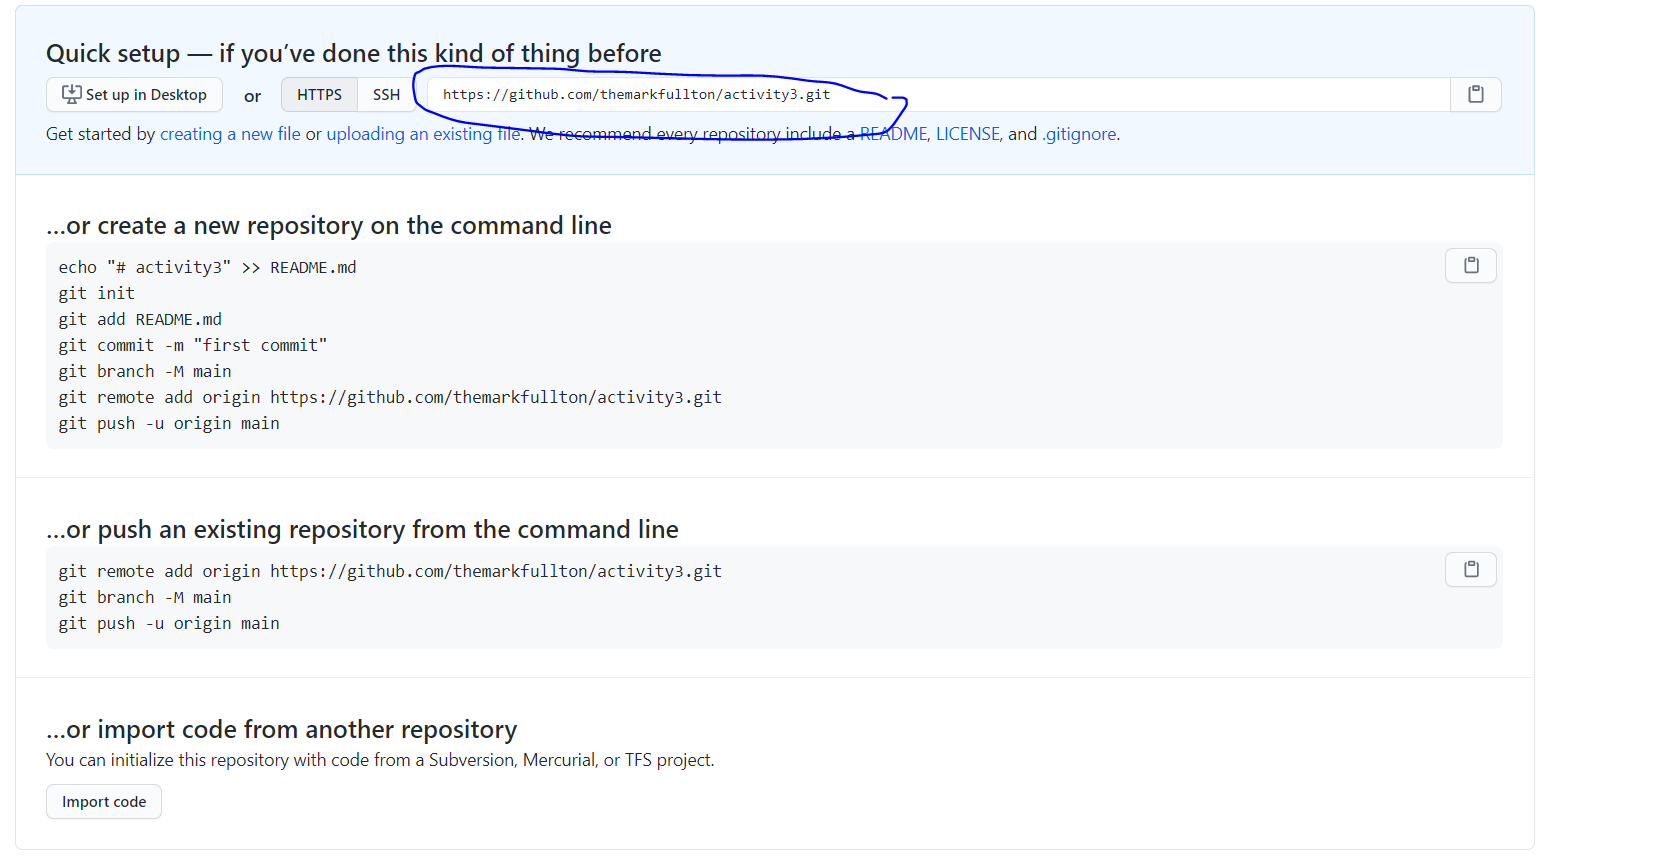 Quick setup — if you’ve done this kind of thing before
Set up in Desktop or HTTPS SSH https://github.com/themarkfullton/activity3.git
Get started by creating a new file or uploading an existing file. We recommend every repository include a README, LICENSE, and .gitignore.
…or create a new repository on the command line
echo "# activity3" >> README.md
git init
git add README.md
git commit -m "first commit"
git branch -M main
git remote add origin https://github.com/themarkfullton/activity3.git
git push -u origin main
…or push an existing repository from the command line
git remote add origin https://github.com/themarkfullton/activity3.git
git branch -M main
git push -u origin main
…or import code from another repository
You can initialize this repository with code from a Subversion, Mercurial, or TFS project.
Import code